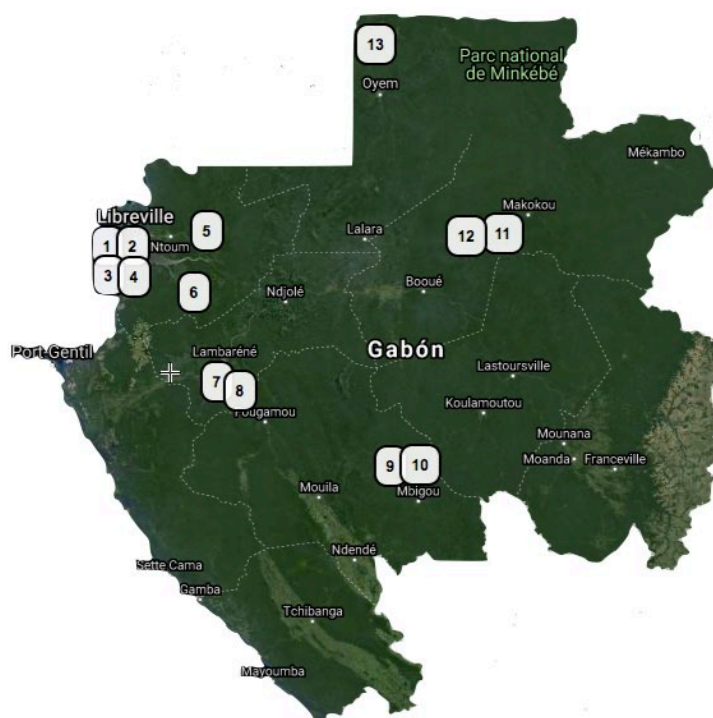 13
Parc national
de Minkébé
Oyem
Mékambo
Makokou
Libreville
5
Lalara
12
11
1
2
Ntoum
3
4
6
Ndjolé
Booué
Port-Gentil
Lambaréné
Gabón
7
8
Lastoursville
Fougamou
Koulamoutou
9
10
Mounana
Moanda
Franceville
Mouila
Mbigou
Ndendé
Sette Cama
Gamba
Tchibanga
Mayoumba